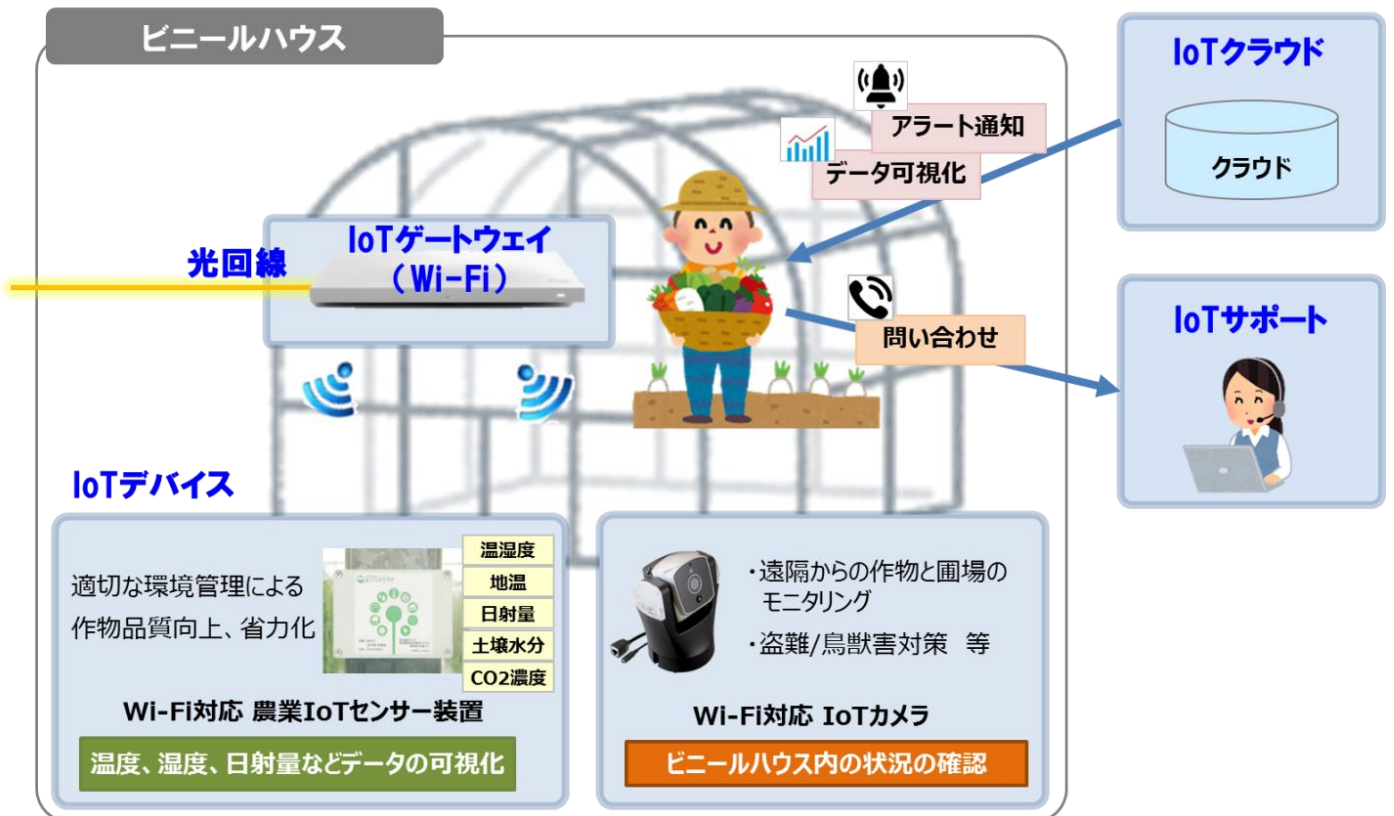 ビニールハウス
IoTクラウド
クラウド
アラート通知
データ可視化
IoTゲートウェイ
(Wi-Fi)
光回線
問い合わせ
IoTサポート
IoTデバイス
適切な環境管理による
作物品質向上、省力化
温湿度
地温
日射量
土壌水分
CO2濃度
Wi-Fi対応 農業IoTセンサー装置
温度、湿度、日射量などデータの可視化
・遠隔からの作物と圃場の
モニタリング
・盗難/鳥獣害対策 等
Wi-Fi対応 IoTカメラ
ビニールハウス内の状況の確認